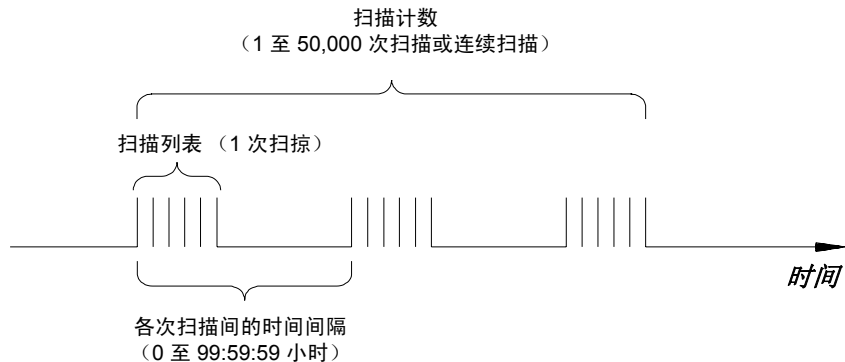 扫描计数
（1 至 50,000 次扫描或连续扫描）
扫描列表 （1 次扫掠）
时间
各次扫描间的时间间隔
（0 至 99:59:59 小时）